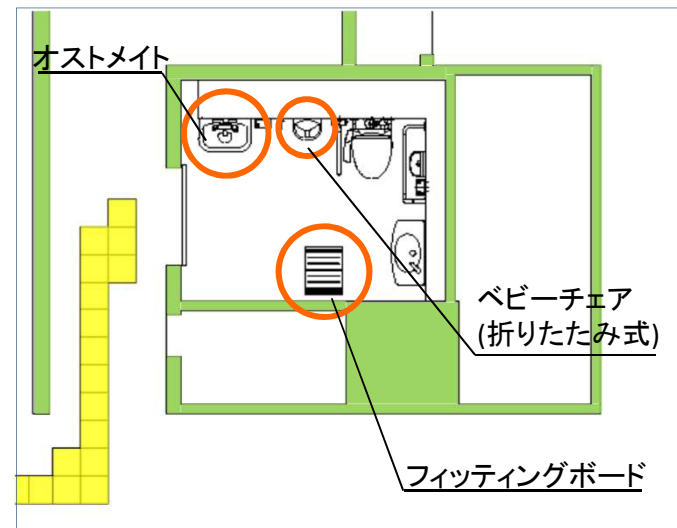 オストメイト
ベビーチェア
(折りたたみ式)
フィッティングボード